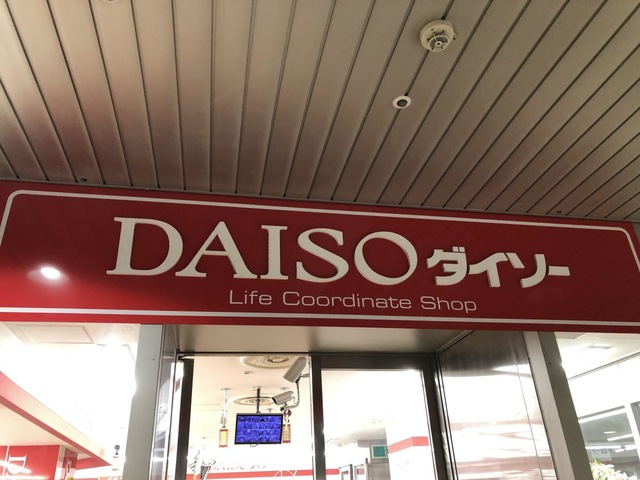 DAISO ダイソー
Life Coordinate Shop